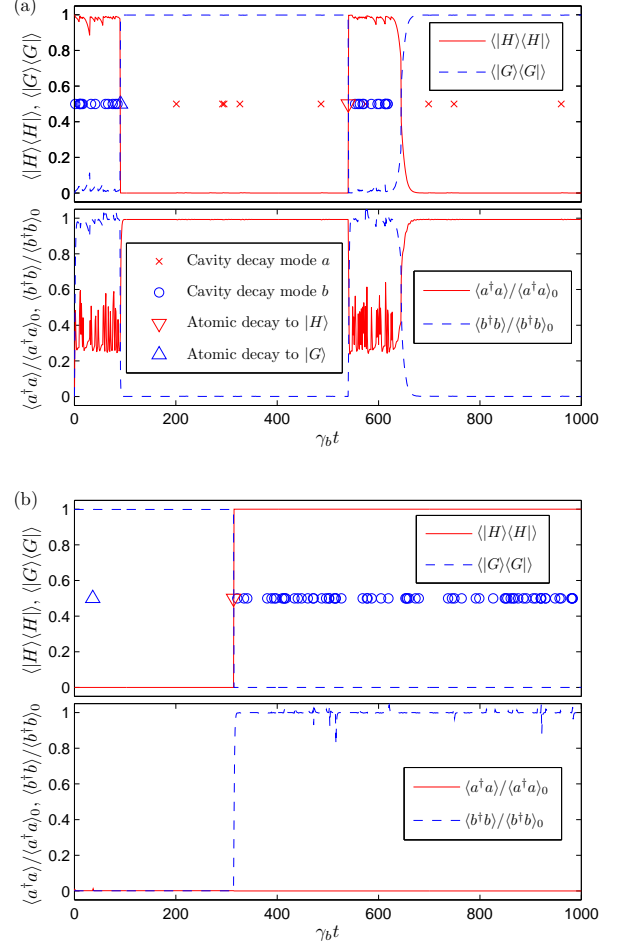 (a)
⟨|H⟩⟨H|⟩, ⟨|G⟩⟨G|⟩
1
0.8
0.6
0.4
0.2
0
⟨|H⟩⟨H|⟩
⟨|G⟩⟨G|⟩
⟨a†a⟩/⟨a†a⟩₀, ⟨b†b⟩/⟨b†b⟩₀
1
0.8
0.6
0.4
0.2
0
Cavity decay mode a
Cavity decay mode b
Atomic decay to |H⟩
Atomic decay to |G⟩
⟨a†a⟩/⟨a†a⟩₀
⟨b†b⟩/⟨b†b⟩₀
0 200 400 600 800 1000
γ_b t
(b)
⟨|H⟩⟨H|⟩, ⟨|G⟩⟨G|⟩
1
0.8
0.6
0.4
0.2
0
⟨|H⟩⟨H|⟩
⟨|G⟩⟨G|⟩
⟨a†a⟩/⟨a†a⟩₀, ⟨b†b⟩/⟨b†b⟩₀
1
0.8
0.6
0.4
0.2
0
⟨a†a⟩/⟨a†a⟩₀
⟨b†b⟩/⟨b†b⟩₀
0 200 400 600 800 1000
γ_b t